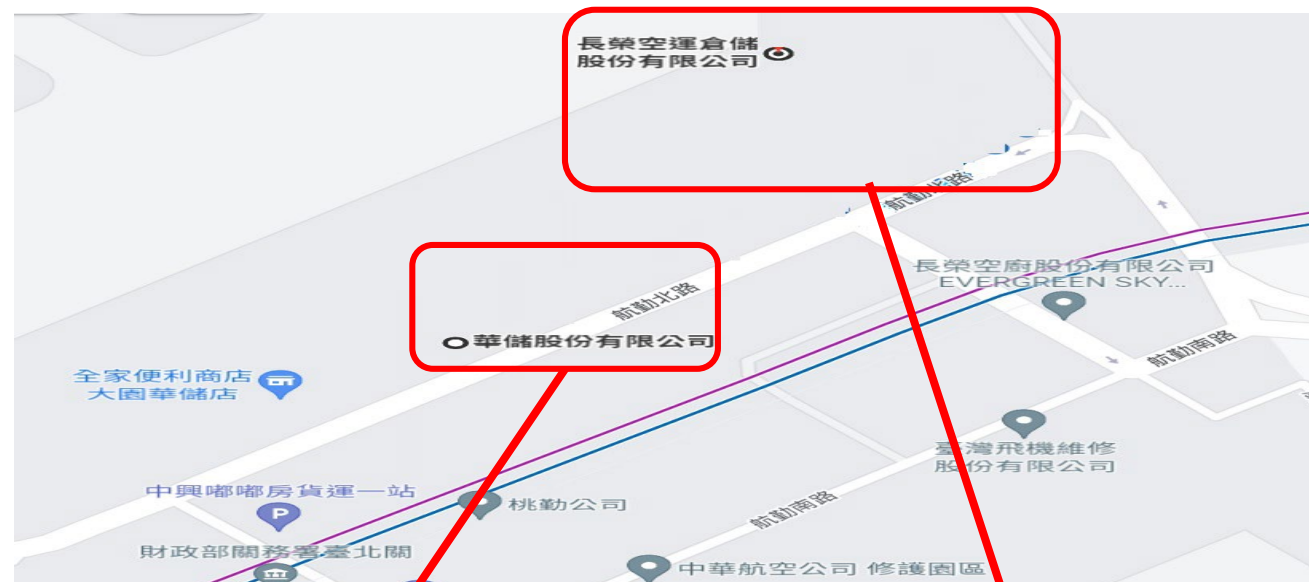 長榮空運倉儲
股份有限公司
航勤北路
長榮空廚股份有限公司
EVERGREEN SKY...
航勤北路
華儲股份有限公司
航勤南路
全家便利商店
大園華儲店
臺灣飛機維修
股份有限公司
中興嘟嘟房貨運一站
P
桃勤公司
航勤南路
財政部關務署臺北關
中華航空公司 修護園區